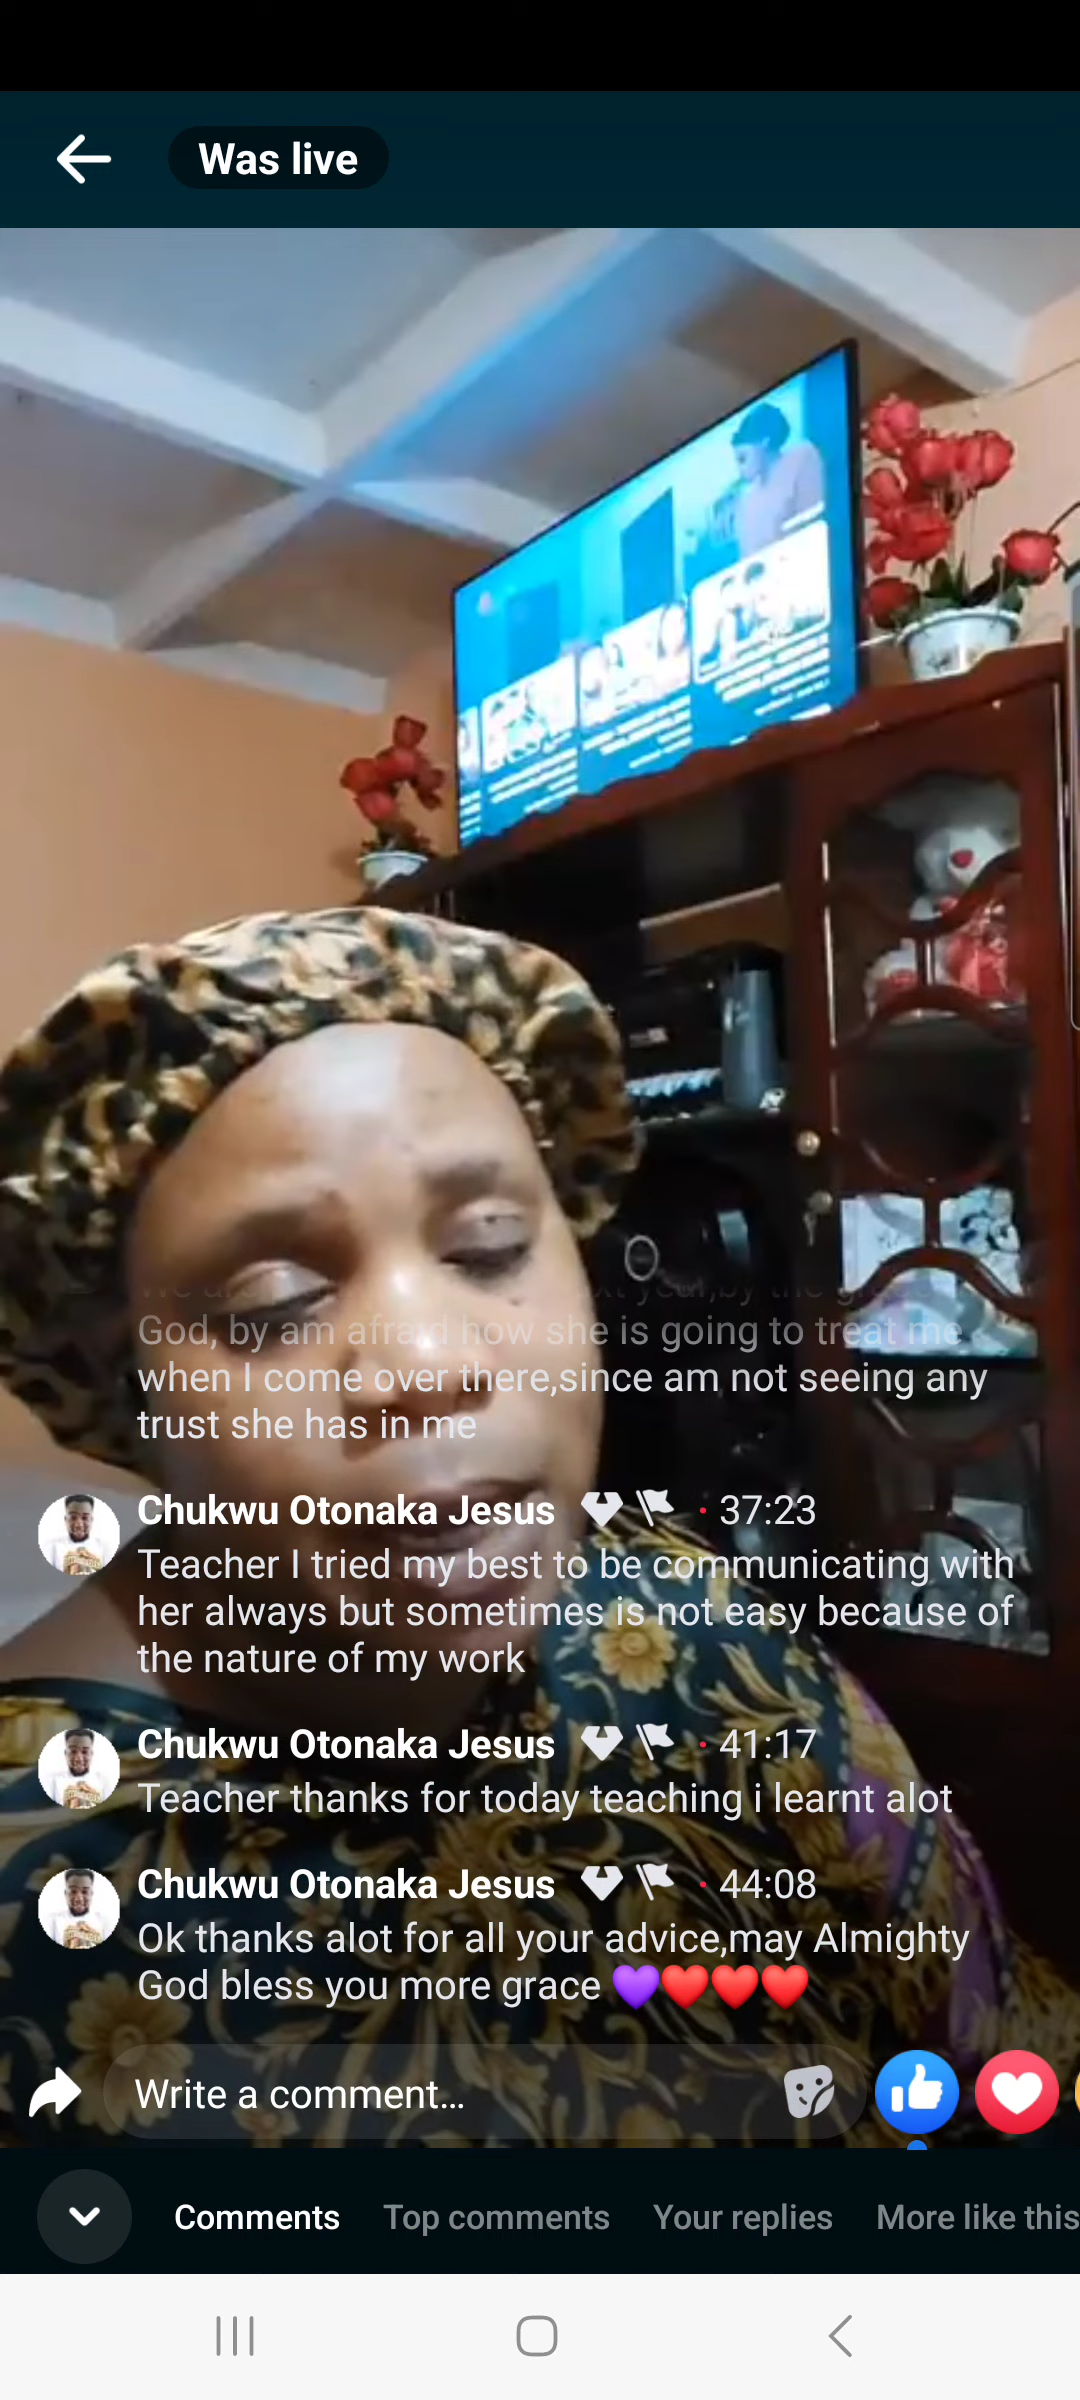 Was live
God, by am afraid how she is going to treat me
when I come over there,since am not seeing any
trust she has in me
Chukwu Otonaka Jesus · 37:23
Teacher I tried my best to be communicating with
her always but sometimes is not easy because of
the nature of my work
Chukwu Otonaka Jesus · 41:17
Teacher thanks for today teaching i learnt alot
Chukwu Otonaka Jesus · 44:08
Ok thanks alot for all your advice,may Almighty
God bless you more grace 💜❤️❤️❤️
Write a comment...
Comments Top comments Your replies More like this